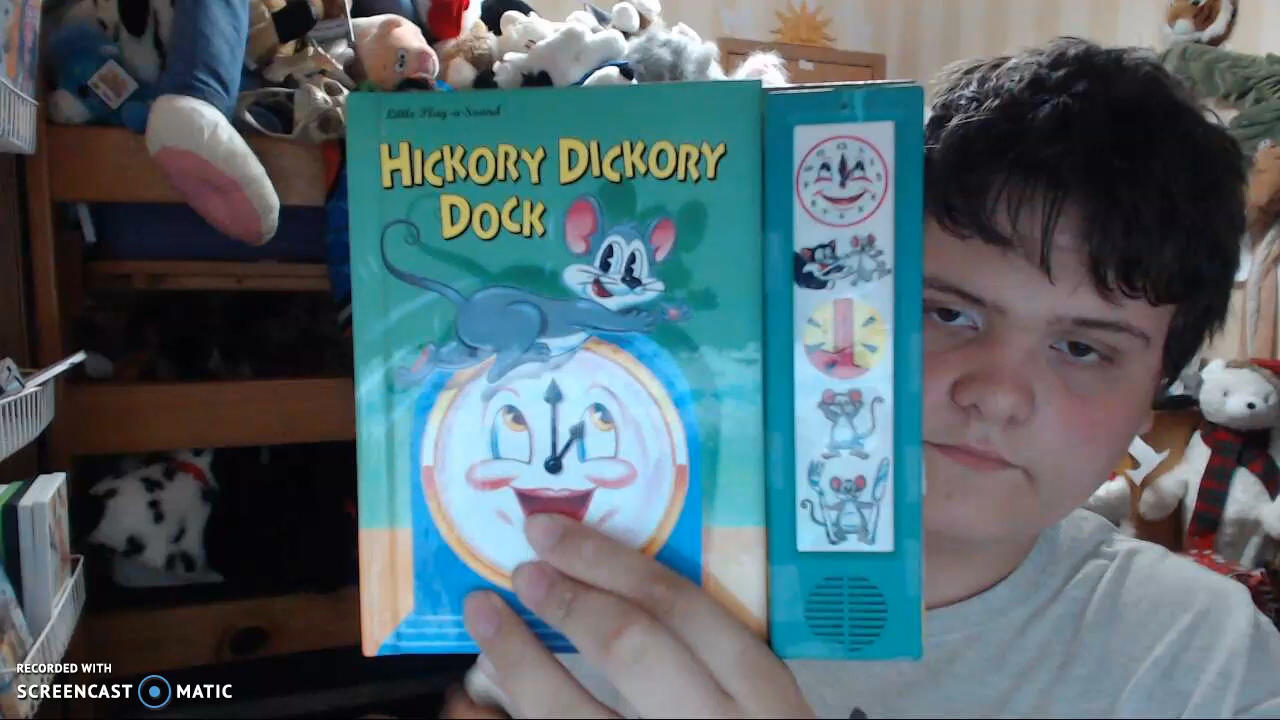 Little Play-a-Sound
HICKORY DICKORY
DOCK
RECORDED WITH
SCREENCAST MATIC